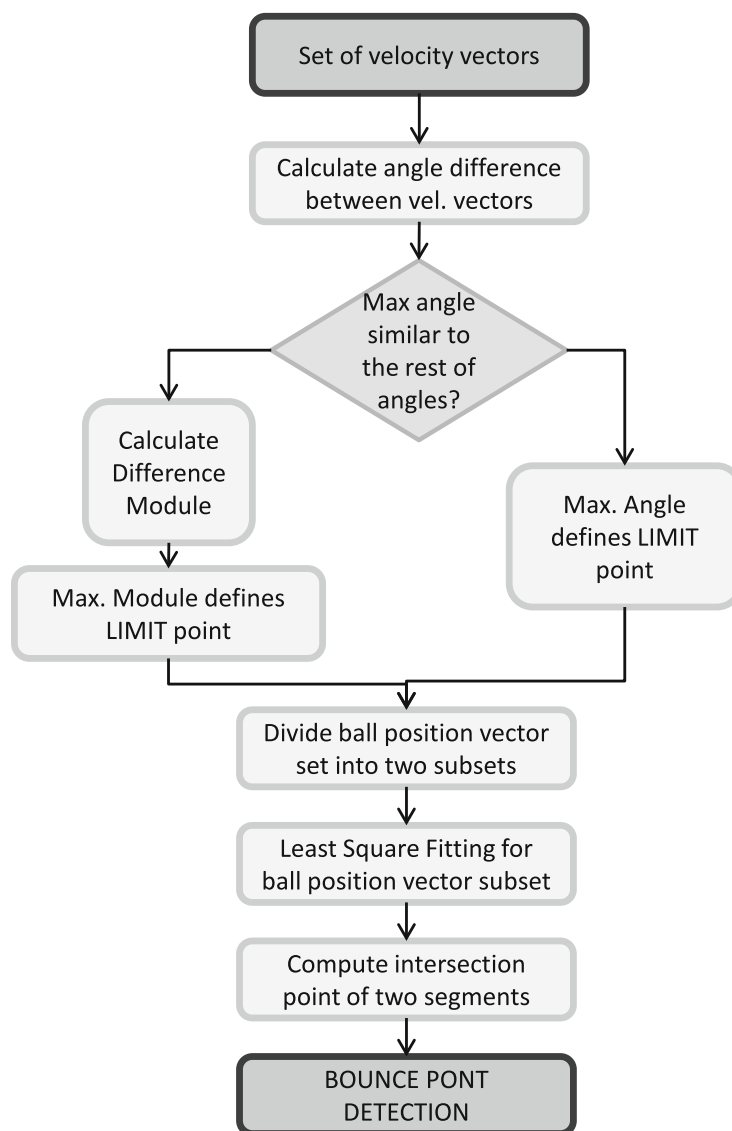 Set of velocity vectors
Calculate angle difference
between vel. vectors
Max angle
similar to
the rest of
angles?
Calculate
Difference
Module
Max. Angle
defines LIMIT
point
Max. Module defines
LIMIT point
Divide ball position vector
set into two subsets
Least Square Fitting for
ball position vector subset
Compute intersection
point of two segments
BOUNCE PONT
DETECTION